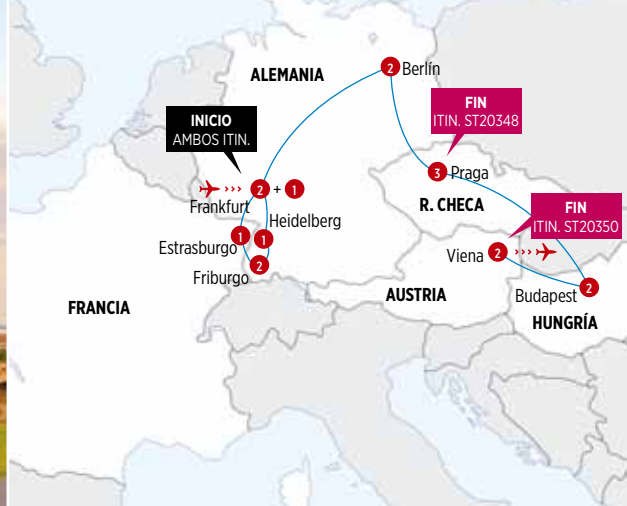 ALEMANIA
2 Berlín
INICIO
AMBOS ITIN.
FIN
ITIN. ST20348
2 + 1
Frankfurt
3 Praga
R. CHECA
Heidelberg
1
Estrasburgo
1
2
Friburgo
FIN
ITIN. ST20350
Viena 2
AUSTRIA
Budapest 2
HUNGRÍA
FRANCIA